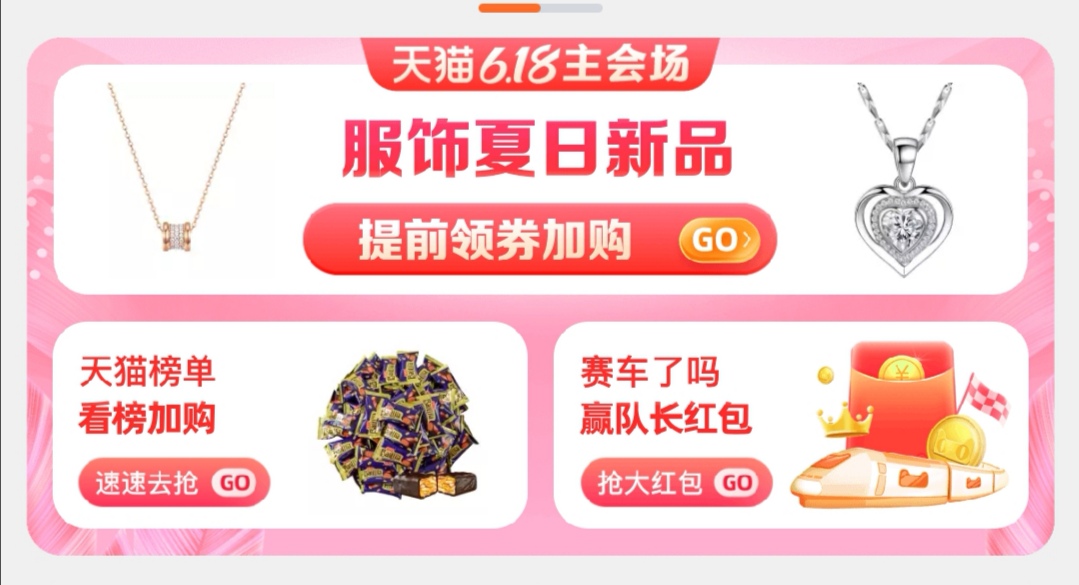 天猫6.18主会场
服饰夏日新品
提前领券加购 GO
天猫榜单
看榜加购
速速去抢 GO
赛车了吗
赢队长红包
抢大红包 GO